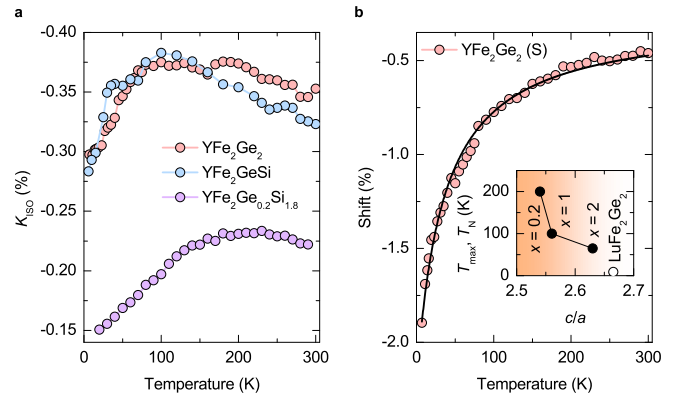 a
-0.40
-0.35
-0.30
-0.25
-0.20
-0.15
K_ISO (%)
YFe₂Ge₂
YFe₂GeSi
YFe₂Ge₀.₂Si₁.₈
0 100 200 300
Temperature (K)
b
-0.5
-1.0
-1.5
-2.0
Shift (%)
YFe₂Ge₂ (S)
200
150
100
50
0
T_max, T_N (K)
x = 0.2
x = 1
x = 2
LuFe₂Ge₂
2.5 2.6 2.7
c/a
0 100 200 300
Temperature (K)